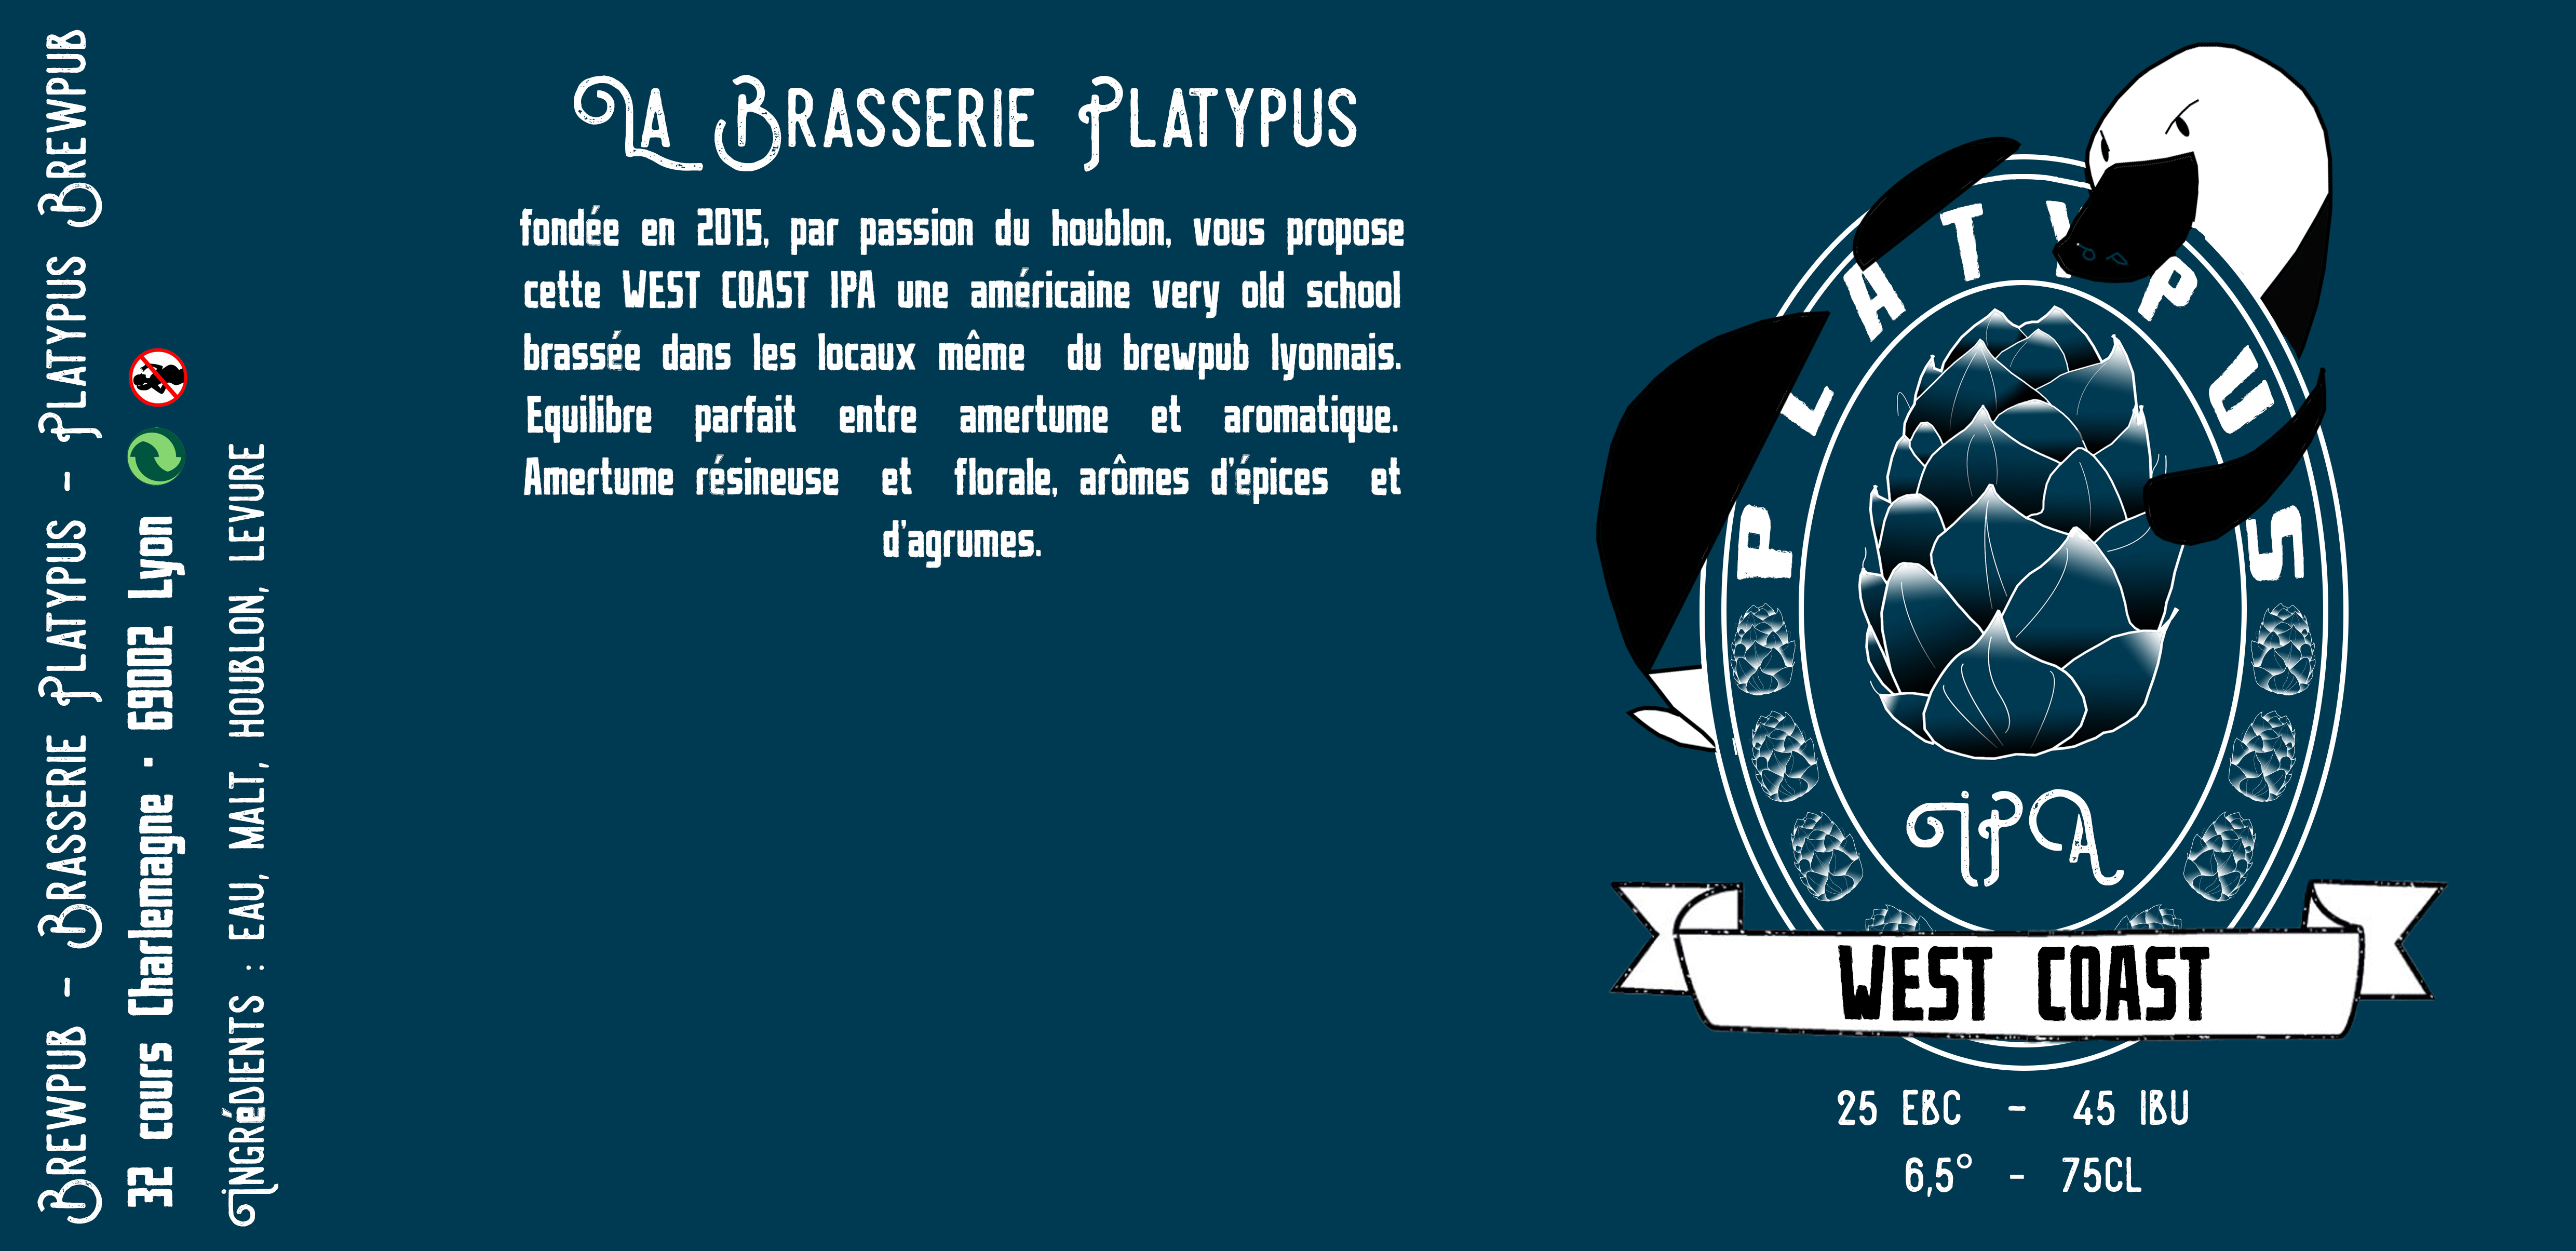 Brewpub - Brasserie Platypus - Platypus Brewpub
32 cours Charlemagne · 69002 Lyon
Ingrédients : EAU, MALT, HOUBLON, LEVURE
La Brasserie Platypus
fondée en 2015, par passion du houblon, vous propose
cette WEST COAST IPA une américaine very old school
brassée dans les locaux même du brewpub lyonnais.
Equilibre parfait entre amertume et aromatique.
Amertume résineuse et florale, arômes d'épices et
d'agrumes.
PLATYPUS
IPA
WEST COAST
25 EBC - 45 IBU
6,5° - 75CL